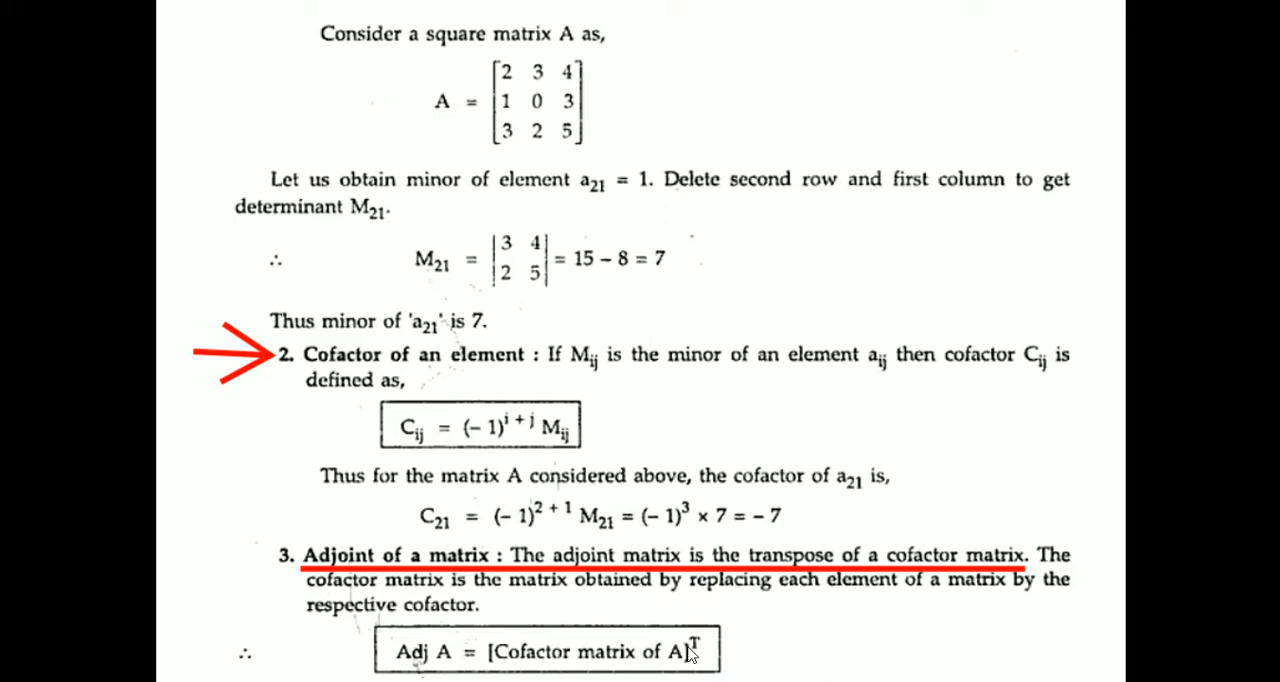 Consider a square matrix A as,
A = [2 3 4
1 0 3
3 2 5]
Let us obtain minor of element a₂₁ = 1. Delete second row and first column to get
determinant M₂₁.
∴ M₂₁ = |3 4
2 5| = 15 – 8 = 7
Thus minor of 'a₂₁' is 7.
2. Cofactor of an element : If Mᵢⱼ is the minor of an element aᵢⱼ then cofactor Cᵢⱼ is
defined as,
Cᵢⱼ = (– 1)^(i + j) Mᵢⱼ
Thus for the matrix A considered above, the cofactor of a₂₁ is,
C₂₁ = (– 1)^(2 + 1) M₂₁ = (– 1)³ × 7 = – 7
3. Adjoint of a matrix : The adjoint matrix is the transpose of a cofactor matrix. The
cofactor matrix is the matrix obtained by replacing each element of a matrix by the
respective cofactor.
∴ Adj A = [Cofactor matrix of A]ᵀ